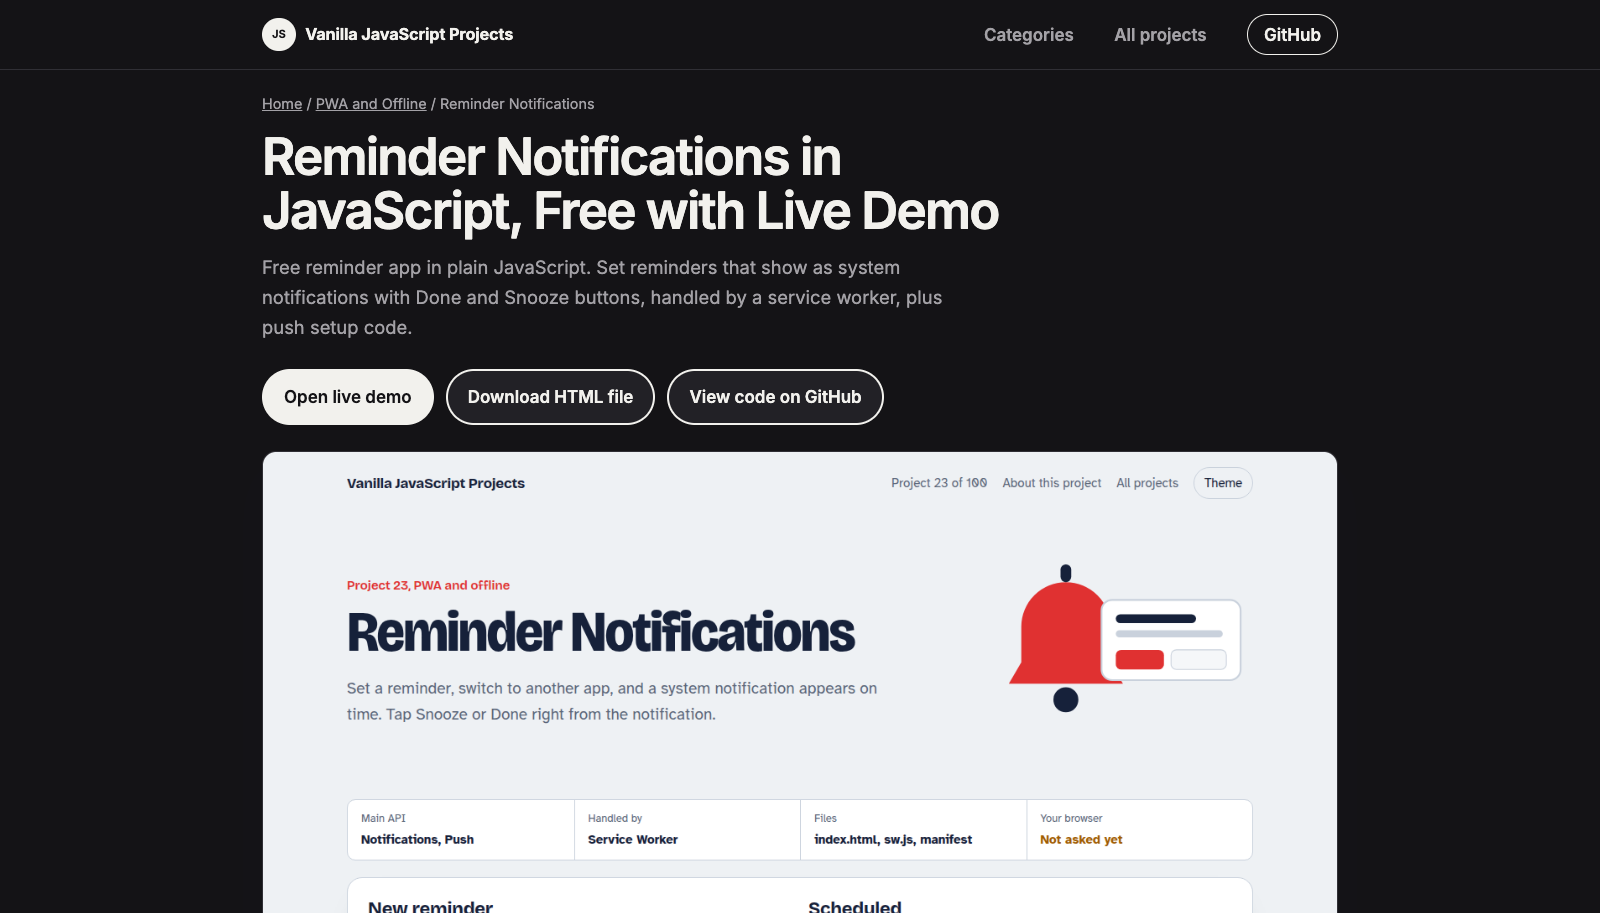 JS
Vanilla JavaScript Projects
Categories
All projects
GitHub
Home / PWA and Offline / Reminder Notifications
Reminder Notifications in
JavaScript, Free with Live Demo
Free reminder app in plain JavaScript. Set reminders that show as system
notifications with Done and Snooze buttons, handled by a service worker, plus
push setup code.
Open live demo
Download HTML file
View code on GitHub
Vanilla JavaScript Projects
Project 23 of 100
About this project
All projects
Theme
Project 23, PWA and offline
Reminder Notifications
Set a reminder, switch to another app, and a system notification appears on
time. Tap Snooze or Done right from the notification.
Main API
Notifications, Push
Handled by
Service Worker
Files
index.html, sw.js, manifest
Your browser
Not asked yet
New reminder
Scheduled